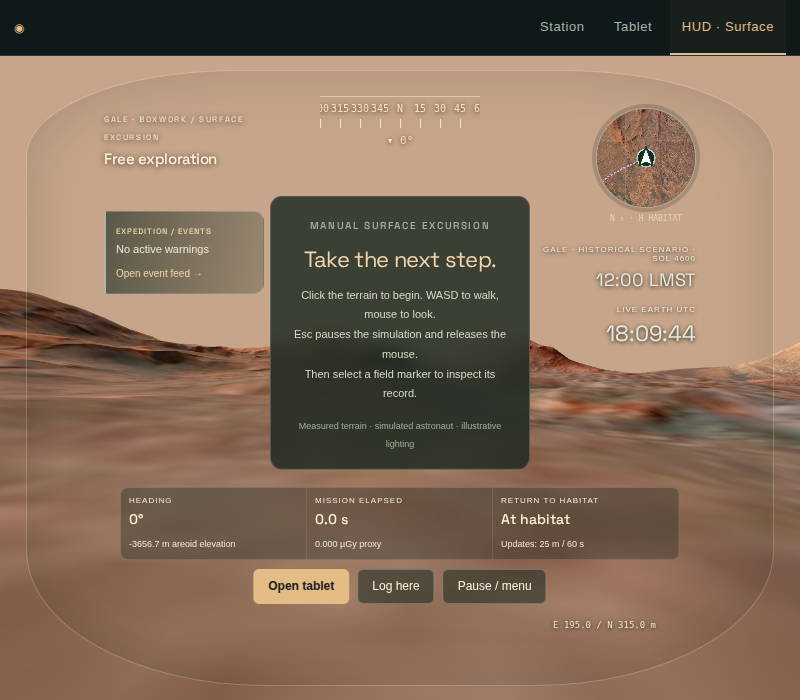 Station Tablet HUD · Surface
GALE · BOXWORK / SURFACE
EXCURSION
Free exploration
315 330 345 N 15 30 45 6
▾ 0°
N ↑ · H HABITAT
EXPEDITION / EVENTS
No active warnings
Open event feed →
MANUAL SURFACE EXCURSION
Take the next step.
Click the terrain to begin. WASD to walk,
mouse to look.
Esc pauses the simulation and releases the
mouse.
Then select a field marker to inspect its
record.
Measured terrain · simulated astronaut · illustrative
lighting
GALE · HISTORICAL SCENARIO ·
SOL 4600
12:00 LMST
LIVE EARTH UTC
18:09:44
HEADING
0°
-3656.7 m areoid elevation
MISSION ELAPSED
0.0 s
0.000 µGy proxy
RETURN TO HABITAT
At habitat
Updates: 25 m / 60 s
Open tablet Log here Pause / menu
E 195.0 / N 315.0 m